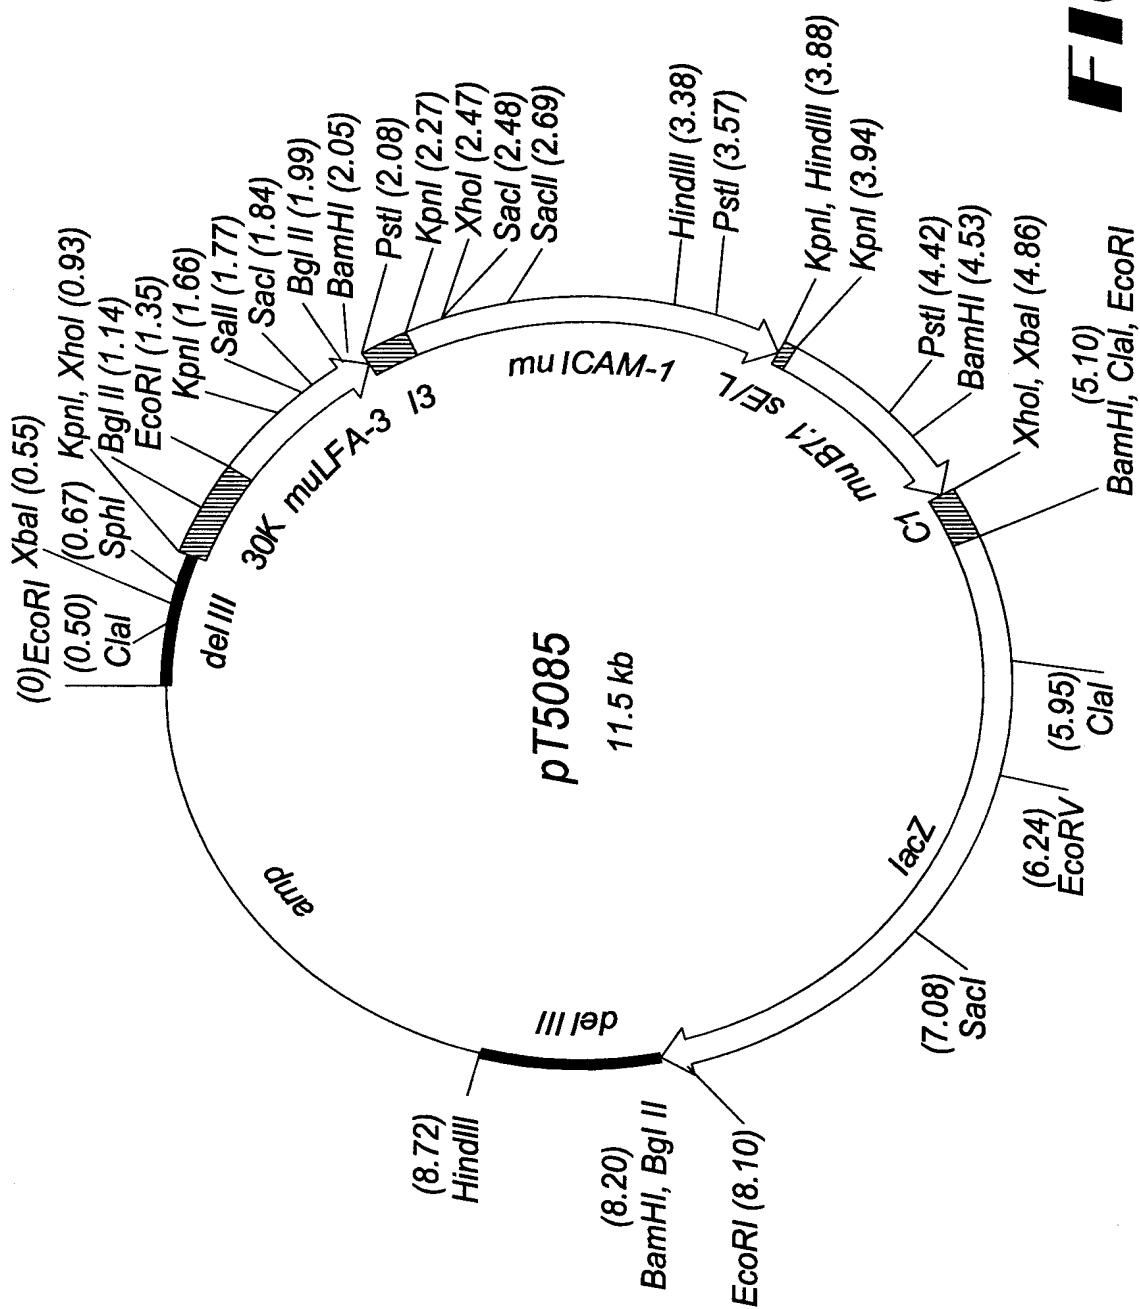 (0)EcoRI
XbaI (0.55)
(0.50)
ClaI
(0.67)
SphI
KpnI, XhoI (0.93)
Bgl II (1.14)
EcoRI (1.35)
KpnI (1.66)
SalI (1.77)
SacI (1.84)
Bgl II (1.99)
BamHI (2.05)
PstI (2.08)
KpnI (2.27)
XhoI (2.47)
SacI (2.48)
SacII (2.69)
HindIII (3.38)
PstI (3.57)
KpnI, HindIII (3.88)
KpnI (3.94)
PstI (4.42)
BamHI (4.53)
XhoI, XbaI (4.86)
(5.10)
BamHI, ClaI, EcoRI
(5.95)
ClaI
(6.24)
EcoRV
(7.08)
SacI
EcoRI (8.10)
(8.20)
BamHI, Bgl II
(8.72)
HindIII
del III
30K
muLFA-3
I3
muICAM-1
sE/L
muB7.1
C1
lacZ
del III
amp
pT5085
11.5 kb